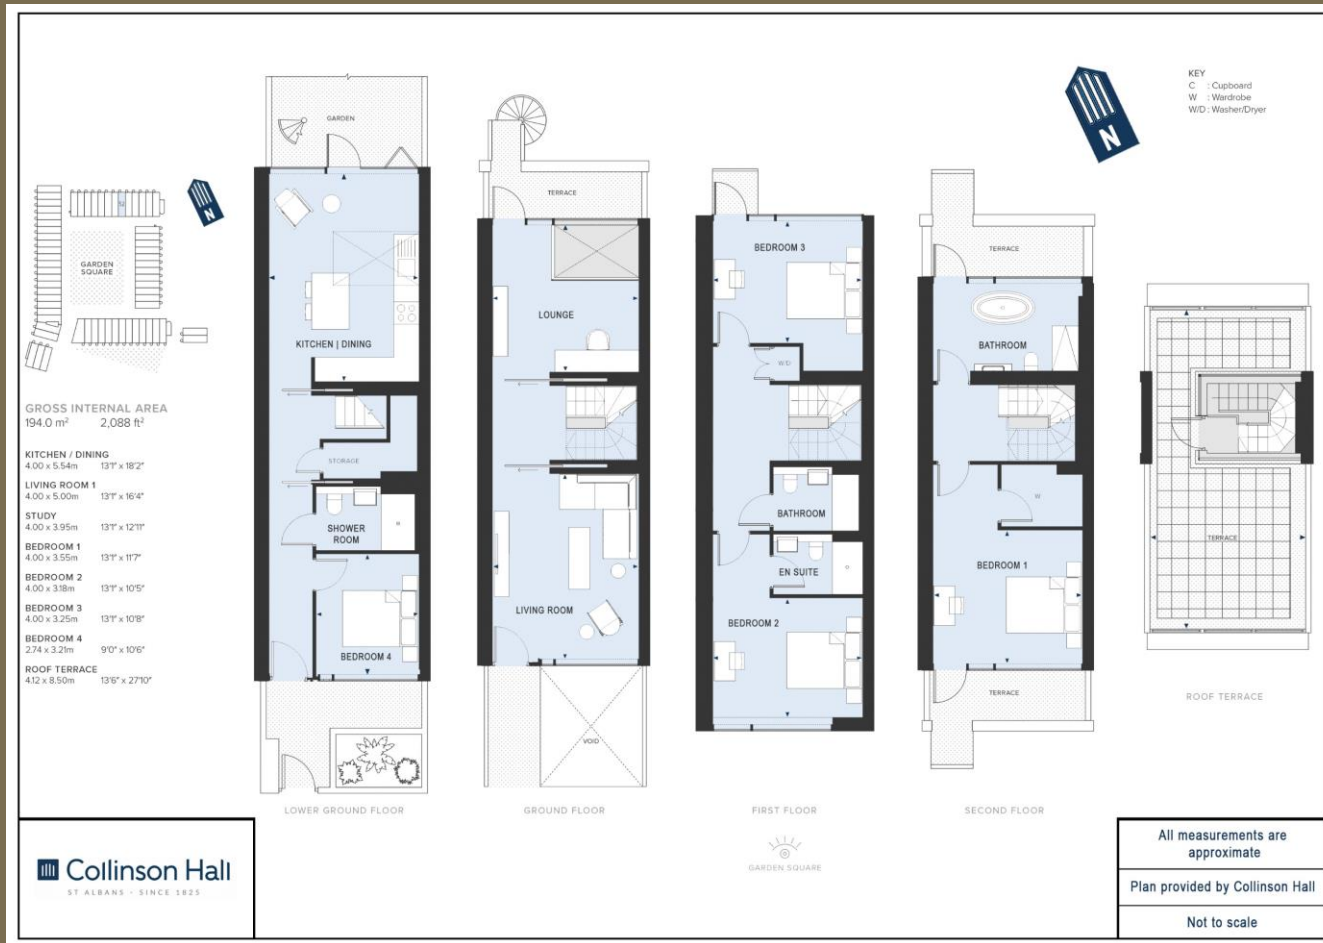 KEY
C : Cupboard
W : Wardrobe
W/D : Washer/Dryer
N
N
GARDEN
SQUARE
GROSS INTERNAL AREA
194.0 m² 2,088 ft²
KITCHEN / DINING
4.00 x 5.54m 13'1" x 18'2"
LIVING ROOM 1
4.00 x 5.00m 13'1" x 16'4"
STUDY
4.00 x 3.95m 13'1" x 12'11"
BEDROOM 1
4.00 x 3.55m 13'1" x 11'7"
BEDROOM 2
4.00 x 3.18m 13'1" x 10'5"
BEDROOM 3
4.00 x 3.25m 13'1" x 10'8"
BEDROOM 4
2.74 x 3.21m 9'0" x 10'6"
ROOF TERRACE
4.12 x 8.50m 13'6" x 27'10"
GARDEN
KITCHEN | DINING
STORAGE
SHOWER
ROOM
BEDROOM 4
LOWER GROUND FLOOR
TERRACE
LOUNGE
LIVING ROOM
VOID
GROUND FLOOR
BEDROOM 3
W/D
BATHROOM
EN SUITE
BEDROOM 2
FIRST FLOOR
GARDEN SQUARE
TERRACE
BATHROOM
W
BEDROOM 1
TERRACE
SECOND FLOOR
TERRACE
ROOF TERRACE
Collinson Hall
ST ALBANS - SINCE 1825
All measurements are
approximate
Plan provided by Collinson Hall
Not to scale